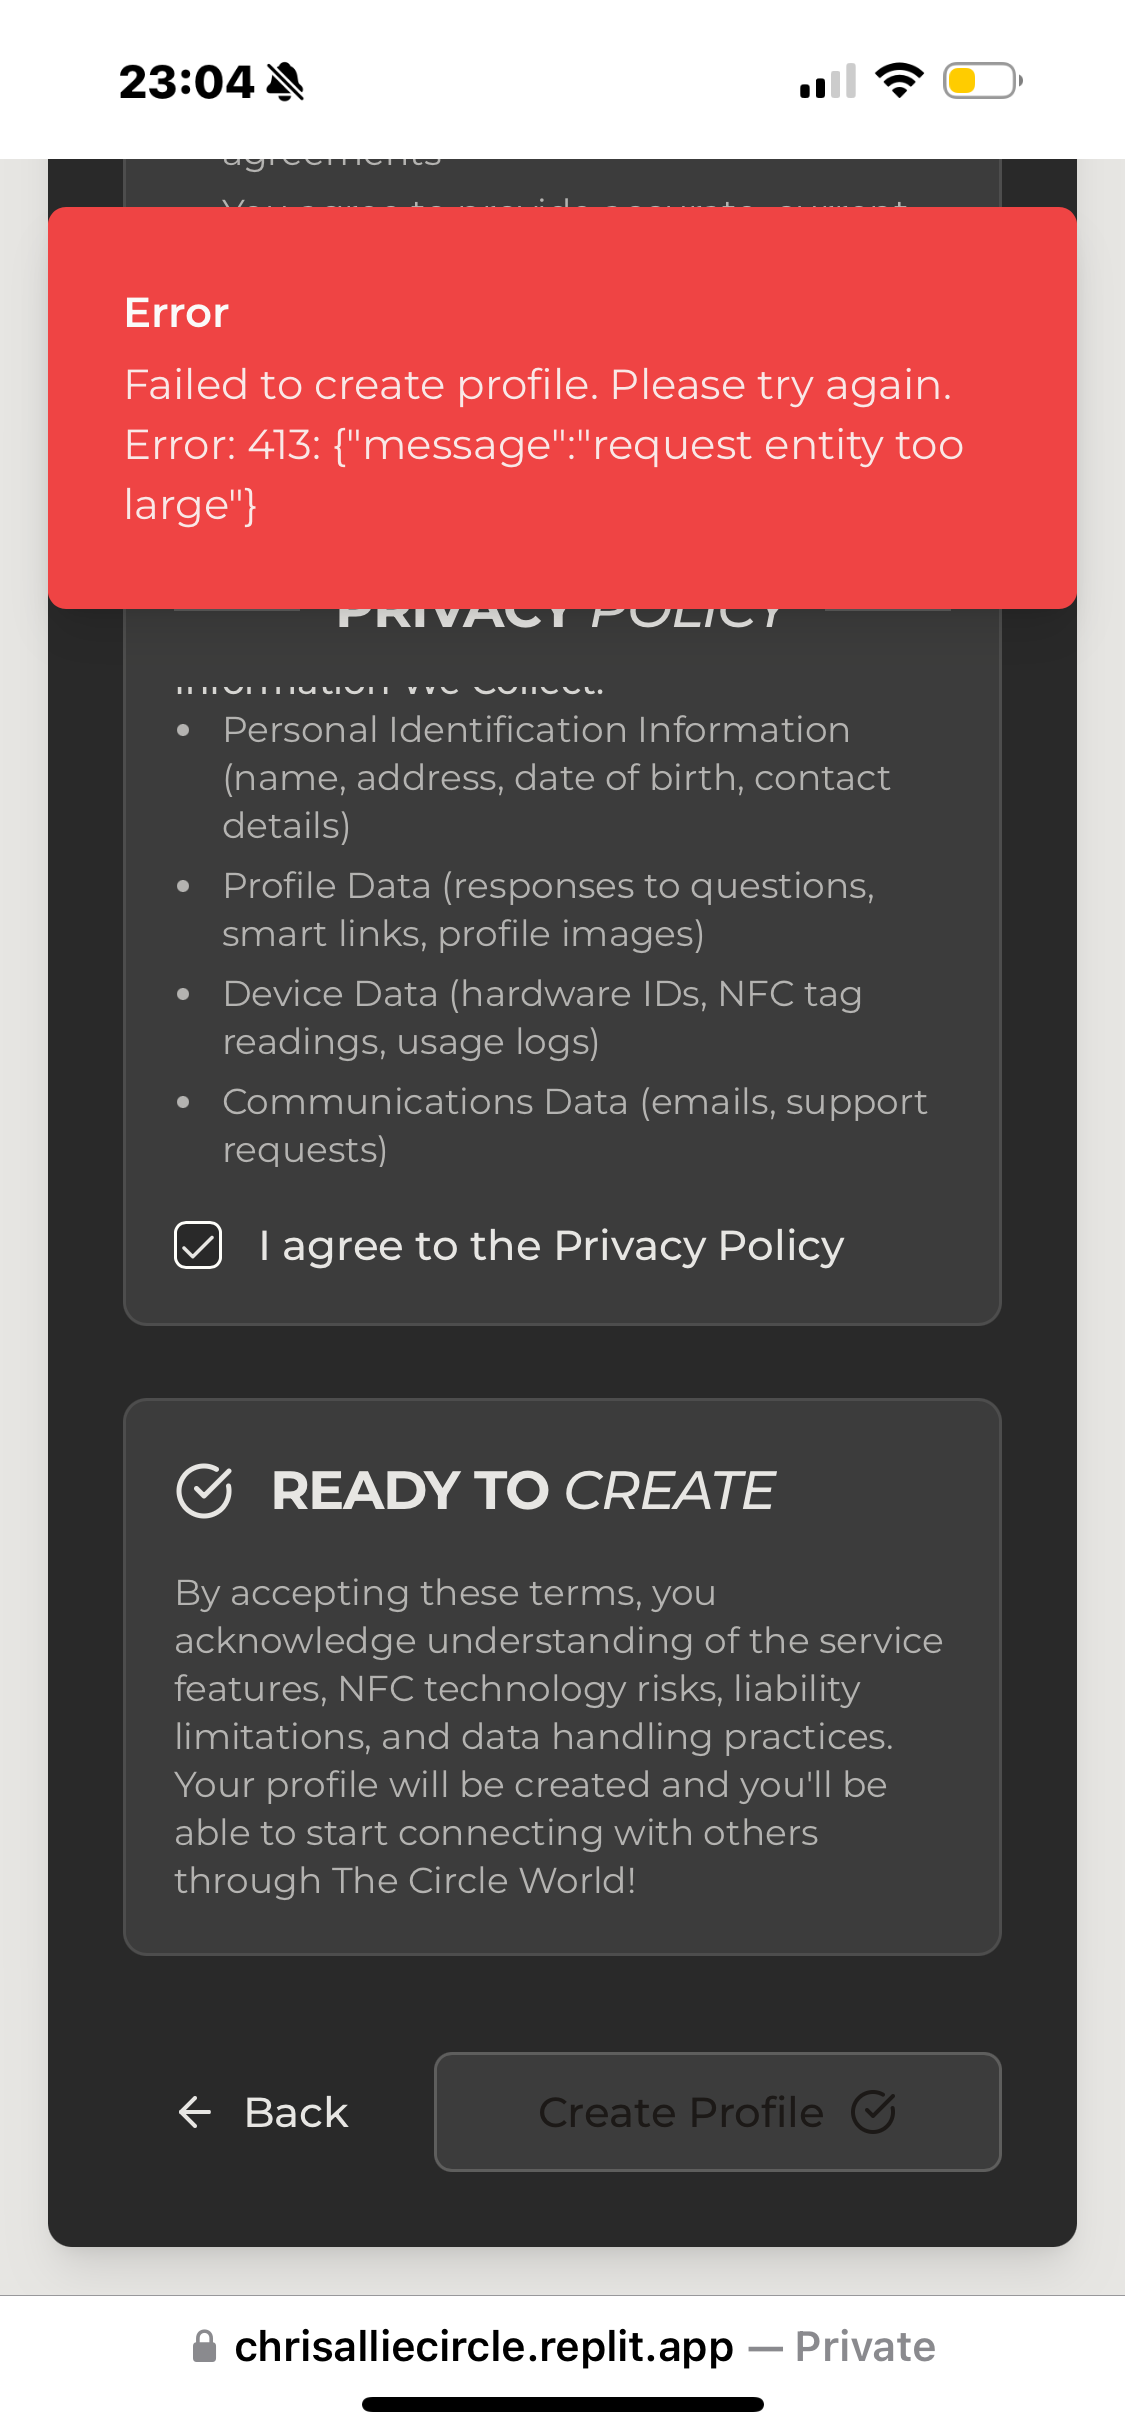 23:04
agreements
You agree to provide accurate, current
Error
Failed to create profile. Please try again.
Error: 413: {"message":"request entity too
large"}
PRIVACY POLICY
Information We Collect:
• Personal Identification Information
(name, address, date of birth, contact
details)
• Profile Data (responses to questions,
smart links, profile images)
• Device Data (hardware IDs, NFC tag
readings, usage logs)
• Communications Data (emails, support
requests)
I agree to the Privacy Policy
READY TO CREATE
By accepting these terms, you
acknowledge understanding of the service
features, NFC technology risks, liability
limitations, and data handling practices.
Your profile will be created and you'll be
able to start connecting with others
through The Circle World!
← Back
Create Profile
chrisalliecircle.replit.app — Private